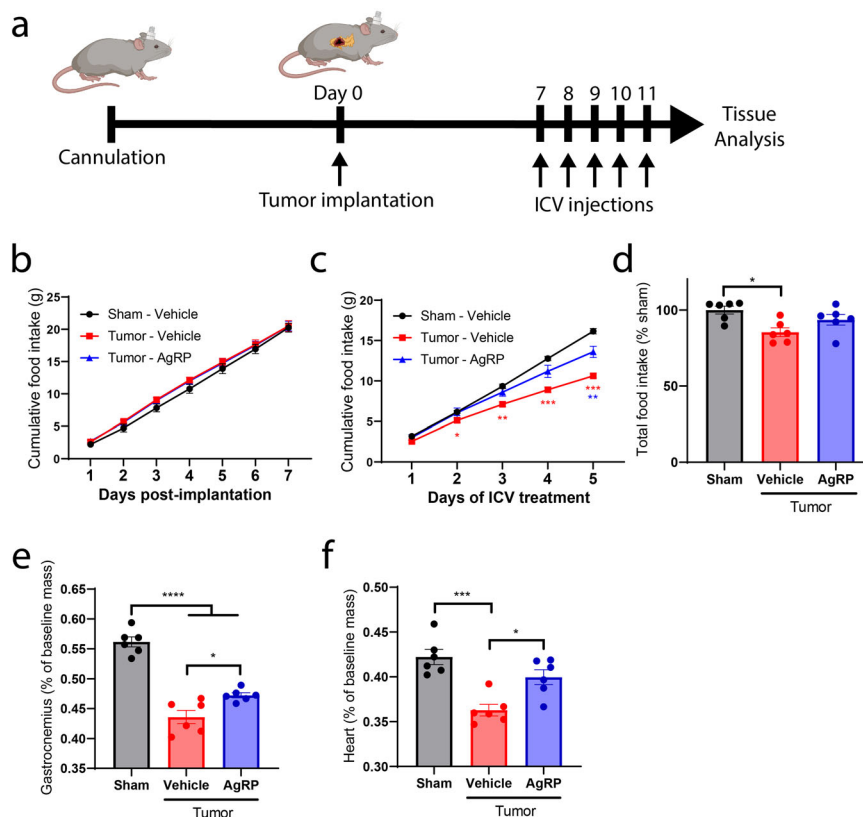 a
Day 0
7 8 9 10 11
Tissue
Analysis
Cannulation
Tumor implantation
ICV injections
b
Cumulative food intake (g)
25
20
15
10
5
0
Sham - Vehicle
Tumor - Vehicle
Tumor - AgRP
1 2 3 4 5 6 7
Days post-implantation
c
Cumulative food intake (g)
20
15
10
5
0
Sham - Vehicle
Tumor - Vehicle
Tumor - AgRP
*
**
***
***
**
1 2 3 4 5
Days of ICV treatment
d
Total food intake (% sham)
100
50
0
*
Sham Vehicle AgRP
Tumor
e
Gastrocnemius (% of baseline mass)
0.65
0.60
0.55
0.50
0.45
0.40
0.35
****
*
Sham Vehicle AgRP
Tumor
f
Heart (% of baseline mass)
0.50
0.45
0.40
0.35
0.30
***
*
Sham Vehicle AgRP
Tumor